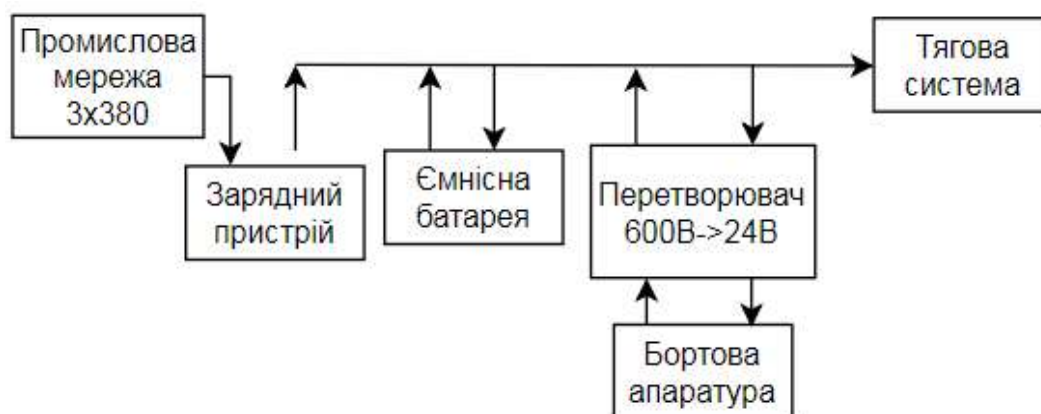 Промислова
мережа
3х380
Тягова
система
Зарядний
пристрій
Ємнісна
батарея
Перетворювач
600В->24В
Бортова
апаратура